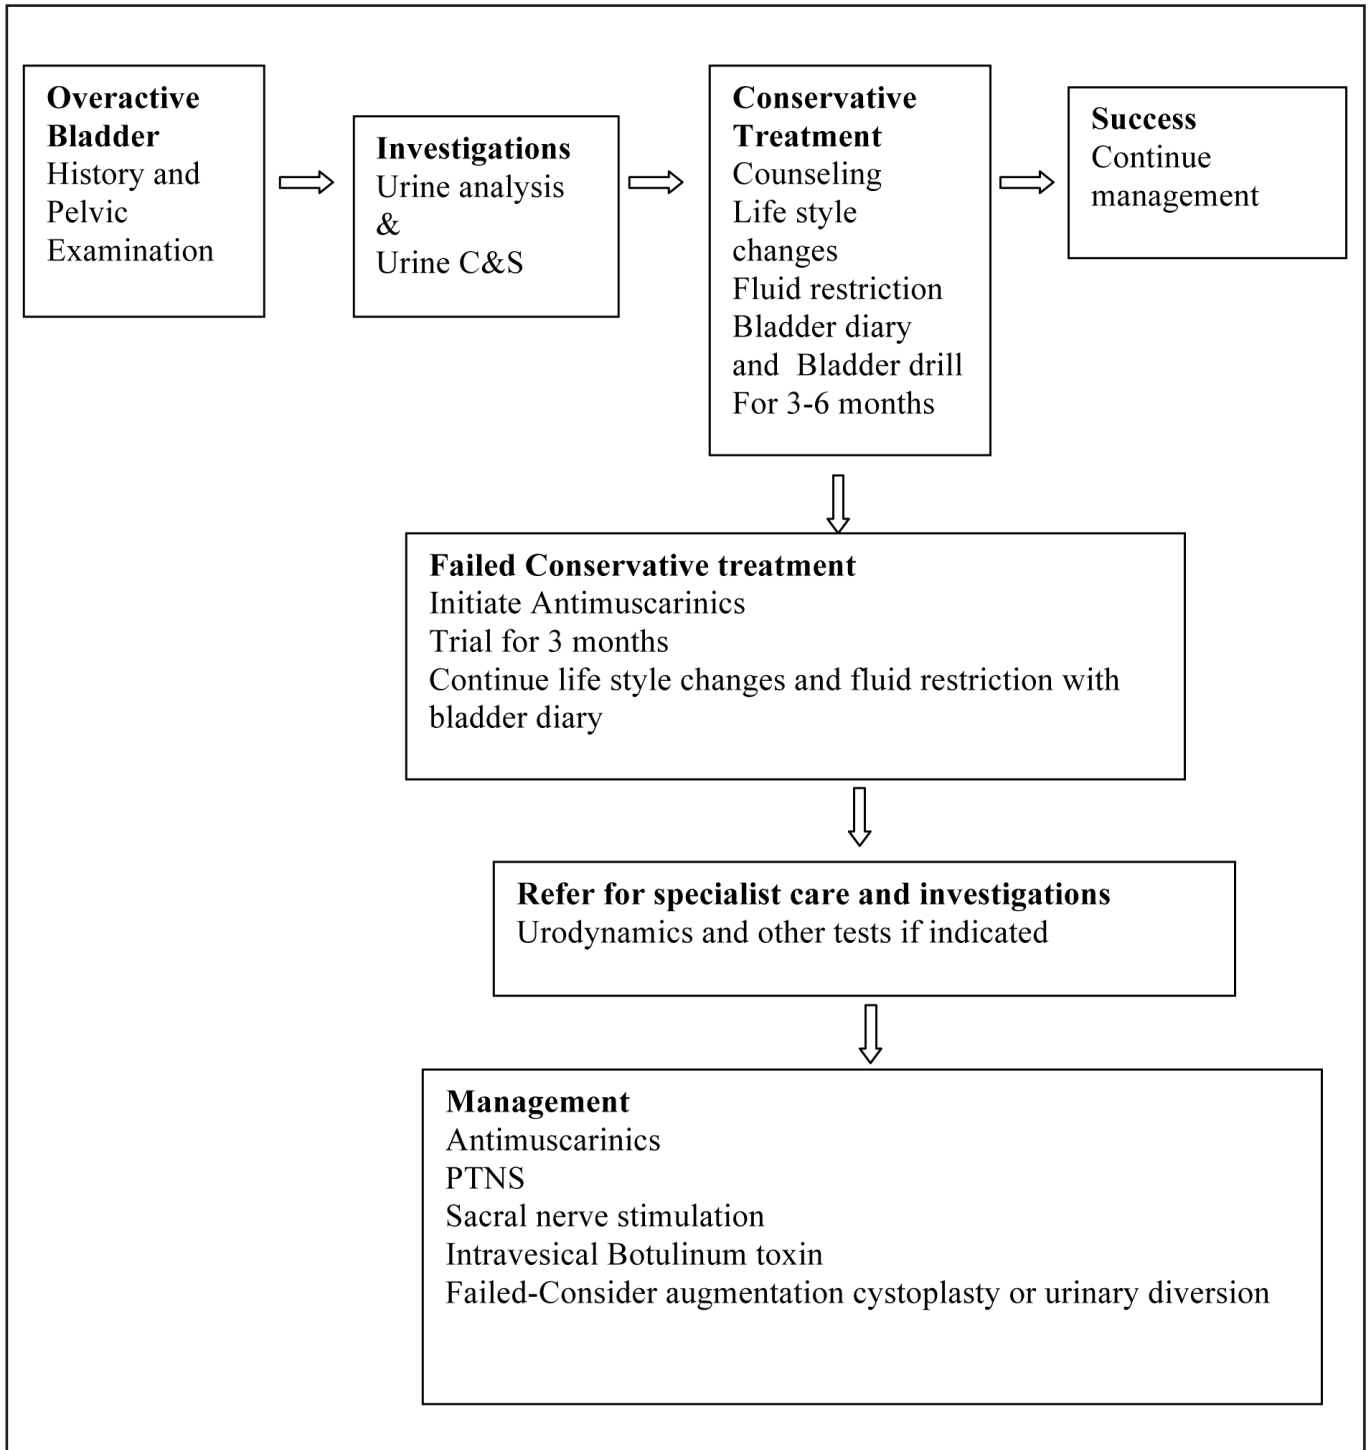 Overactive
Bladder
History and
Pelvic
Examination
Investigations
Urine analysis
&
Urine C&S
Conservative
Treatment
Counseling
Life style
changes
Fluid restriction
Bladder diary
and Bladder drill
For 3-6 months
Success
Continue
management
Failed Conservative treatment
Initiate Antimuscarinics
Trial for 3 months
Continue life style changes and fluid restriction with
bladder diary
Refer for specialist care and investigations
Urodynamics and other tests if indicated
Management
Antimuscarinics
PTNS
Sacral nerve stimulation
Intravesical Botulinum toxin
Failed-Consider augmentation cystoplasty or urinary diversion